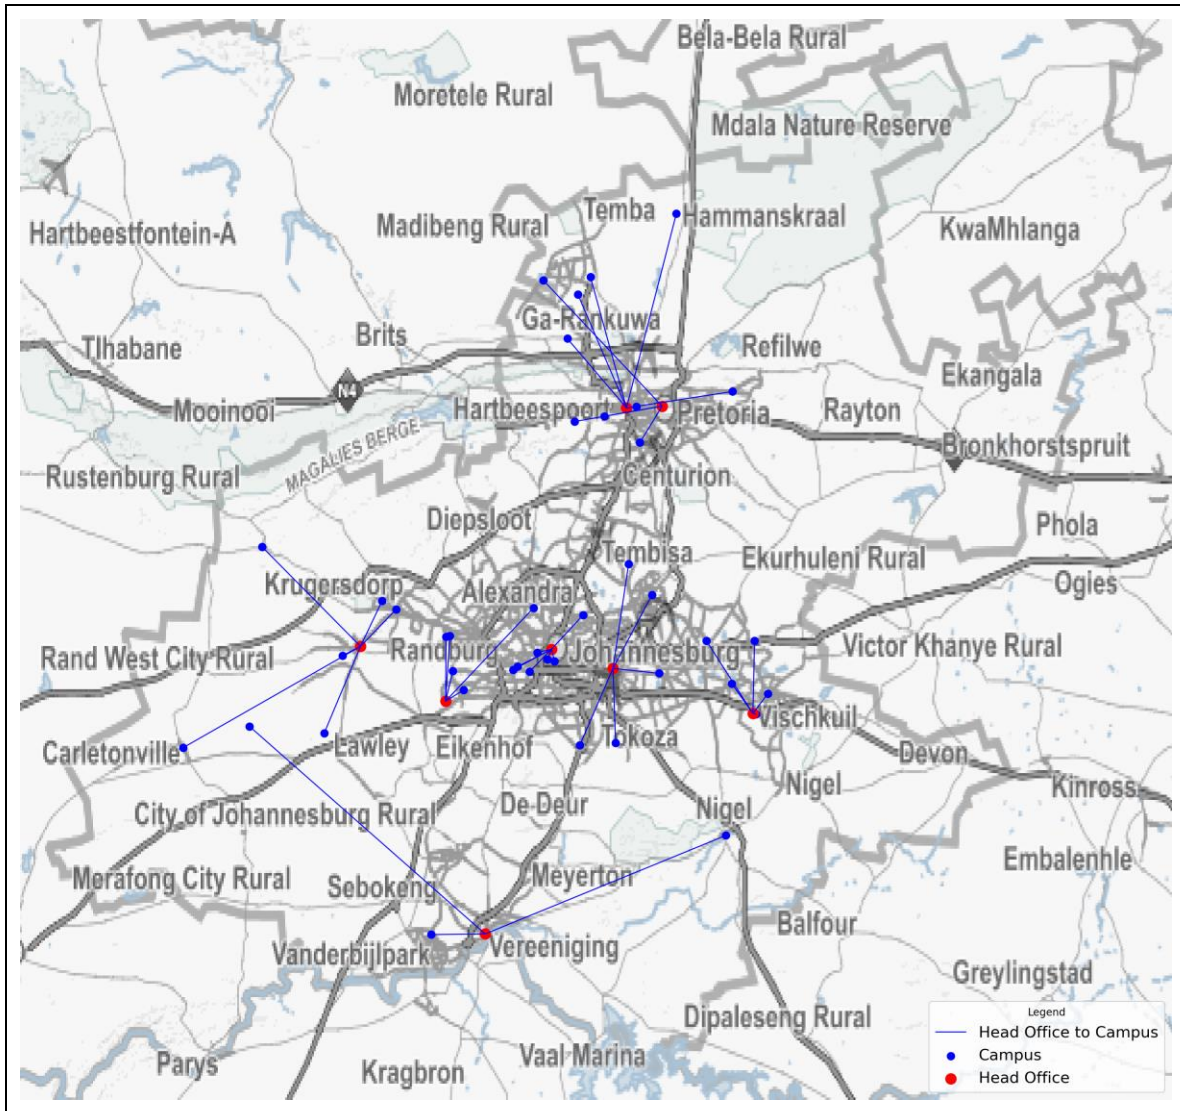 Bela-Bela Rural
Moretele Rural
Mdala Nature Reserve
Temba
Hammanskraal
Madibeng Rural
Hartbeestfontein-A
KwaMhlanga
Ga-Rankuwa
Brits
Tlhabane
Refilwe
Ekangala
N4
Mooinooi
Hartbeespoort
Pretoria
Rayton
MAGALIES BERGE
Bronkhorstspruit
Rustenburg Rural
Centurion
Diepsloot
Phola
Tembisa
Ekurhuleni Rural
Krugersdorp
Alexandra
Ogies
Randburg
Johannesburg
Victor Khanye Rural
Rand West City Rural
Vischkuil
Carletonville
Lawley
Eikenhof
Tokoza
Devon
Nigel
Kinross
De Deur
Nigel
City of Johannesburg Rural
Embalenhle
Merafong City Rural
Sebokeng
Meyerton
Balfour
Vanderbijlpark
Vereeniging
Greylingstad
Dipaleseng Rural
Vaal Marina
Parys
Kragbron
Legend
Head Office to Campus
Campus
Head Office